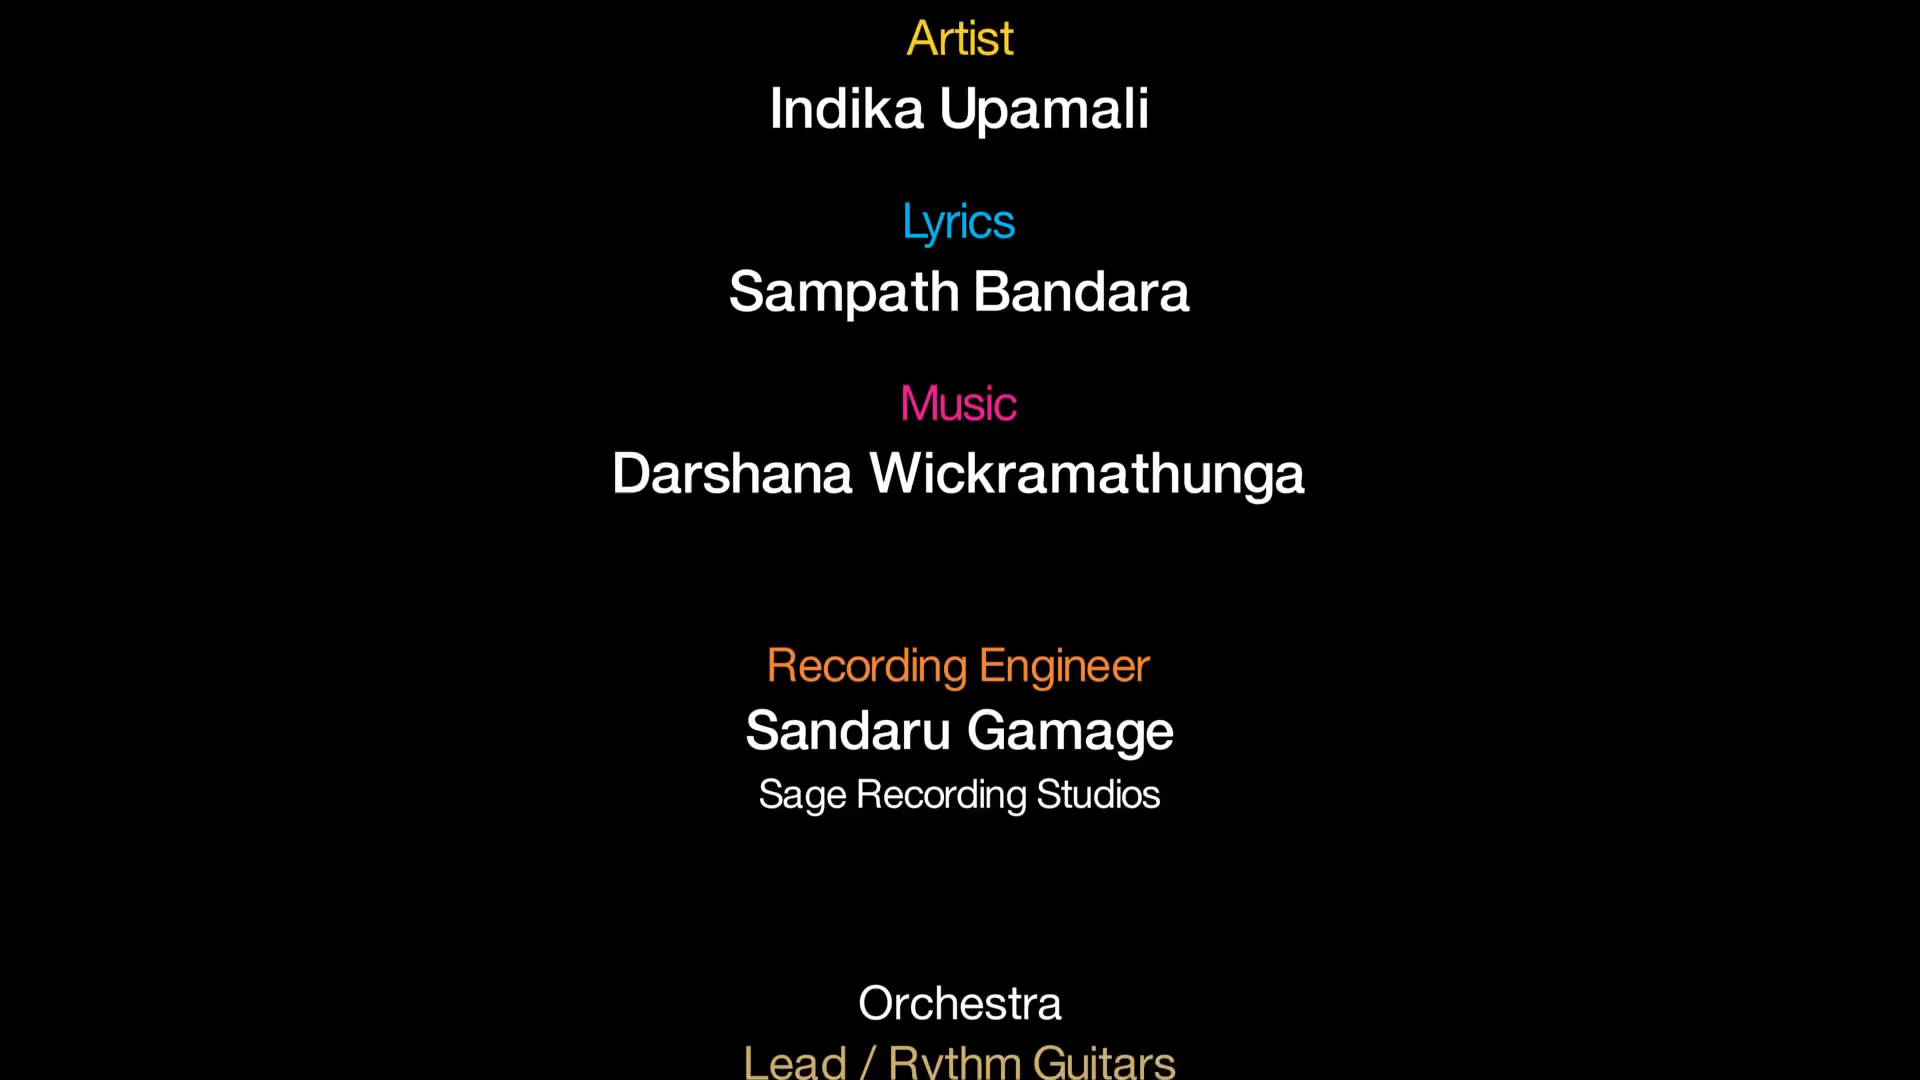 Artist
Indika Upamali
Lyrics
Sampath Bandara
Music
Darshana Wickramathunga
Recording Engineer
Sandaru Gamage
Sage Recording Studios
Orchestra
Lead / Rythm Guitars